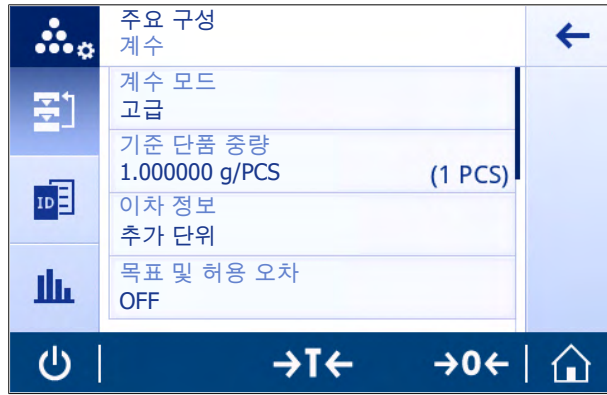 주요 구성
계수
계수 모드
고급
기준 단품 중량
1.000000 g/PCS (1 PCS)
이차 정보
추가 단위
목표 및 허용 오차
OFF
ID
→T← →0←